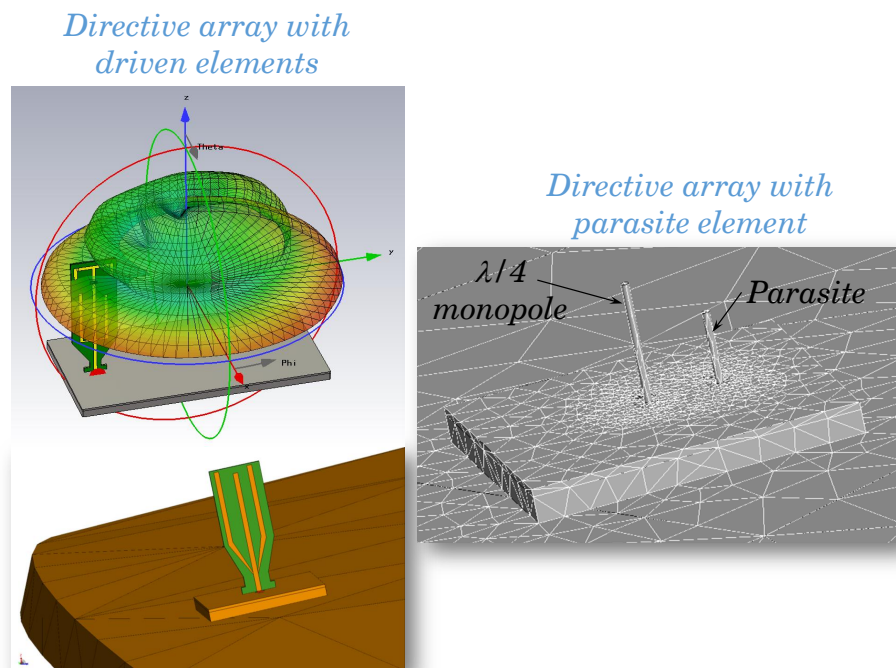 Directive array with
driven elements
z
Theta
y
Phi
x
Directive array with
parasite element
λ/4
monopole
Parasite